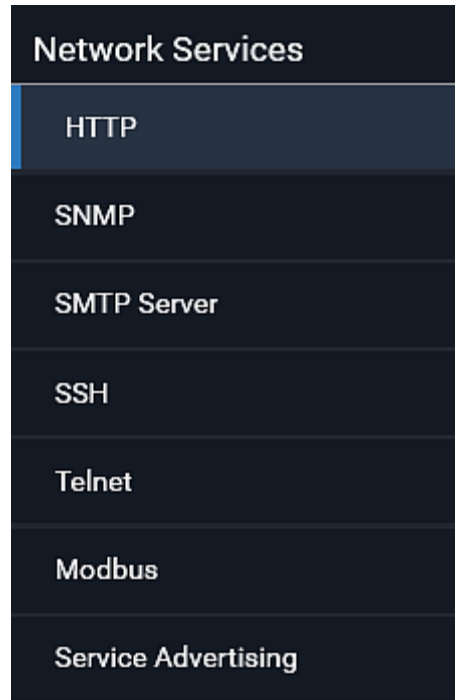 Network Services
HTTP
SNMP
SMTP Server
SSH
Telnet
Modbus
Service Advertising